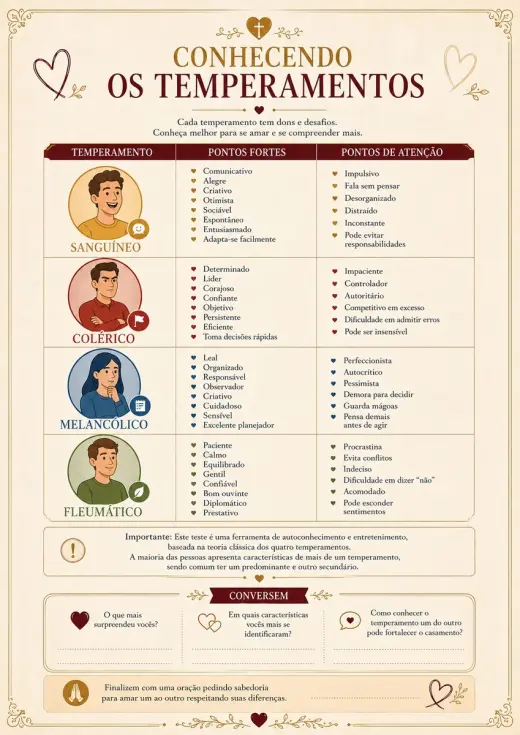 CONHECENDO
OS TEMPERAMENTOS
Cada temperamento tem dons e desafios.
Conheça melhor para se amar e se compreender mais.
TEMPERAMENTO
PONTOS FORTES
PONTOS DE ATENÇÃO
SANGUÍNEO
Comunicativo
Alegre
Criativo
Otimista
Sociável
Espontâneo
Entusiasmado
Adapta-se facilmente
Impulsivo
Fala sem pensar
Desorganizado
Distraído
Inconstante
Pode evitar
responsabilidades
COLÉRICO
Determinado
Líder
Corajoso
Confiante
Objetivo
Persistente
Eficiente
Toma decisões rápidas
Impaciente
Controlador
Autoritário
Competitivo em excesso
Dificuldade em admitir erros
Pode ser insensível
MELANCÓLICO
Leal
Organizado
Responsável
Observador
Criativo
Cuidadoso
Sensível
Excelente planejador
Perfeccionista
Autocrítico
Pessimista
Demora para decidir
Guarda mágoas
Pensa demais
antes de agir
FLEUMÁTICO
Paciente
Calmo
Equilibrado
Gentil
Confiável
Bom ouvinte
Diplomático
Prestativo
Procrastina
Evita conflitos
Indeciso
Dificuldade em dizer “não”
Acomodado
Pode esconder
sentimentos
Importante: Este teste é uma ferramenta de autoconhecimento e entretenimento,
baseada na teoria clássica dos quatro temperamentos.
A maioria das pessoas apresenta características de mais de um temperamento,
sendo comum ter um predominante e outro secundário.
CONVERSEM
O que mais
surpreendeu vocês?
Em quais características
vocês mais se
identificaram?
Como conhecer o
temperamento um do outro
pode fortalecer o casamento?
Finalizem com uma oração pedindo sabedoria
para amar um ao outro respeitando suas diferenças.